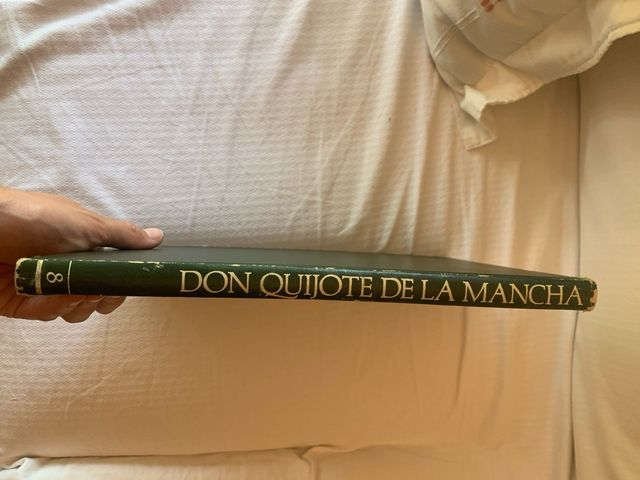 8
DON QUIJOTE DE LA MANCHA